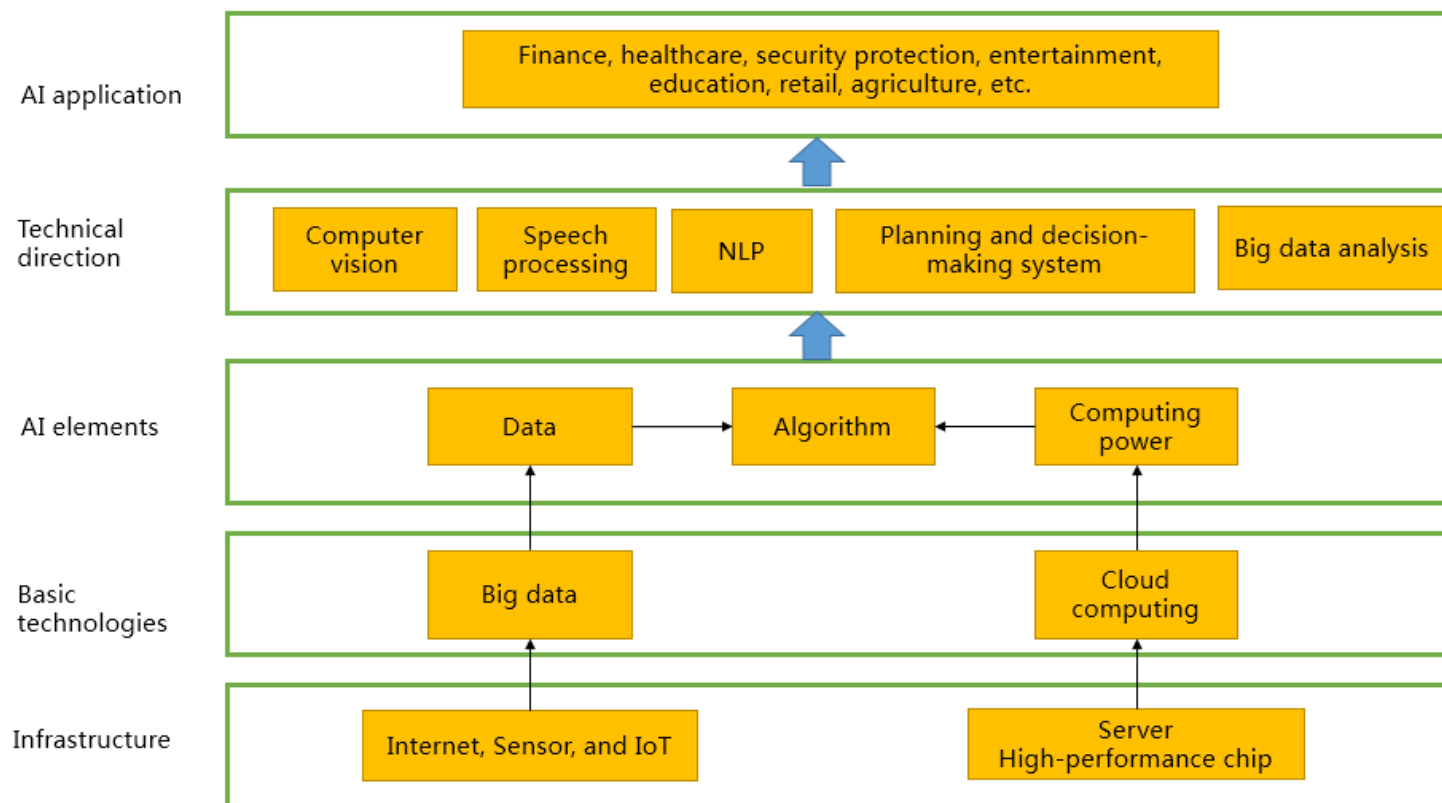 AI application
Finance, healthcare, security protection, entertainment,
education, retail, agriculture, etc.
Technical
direction
Computer
vision
Speech
processing
NLP
Planning and decision-
making system
Big data analysis
AI elements
Data
Algorithm
Computing
power
Basic
technologies
Big data
Cloud
computing
Infrastructure
Internet, Sensor, and IoT
Server
High-performance chip